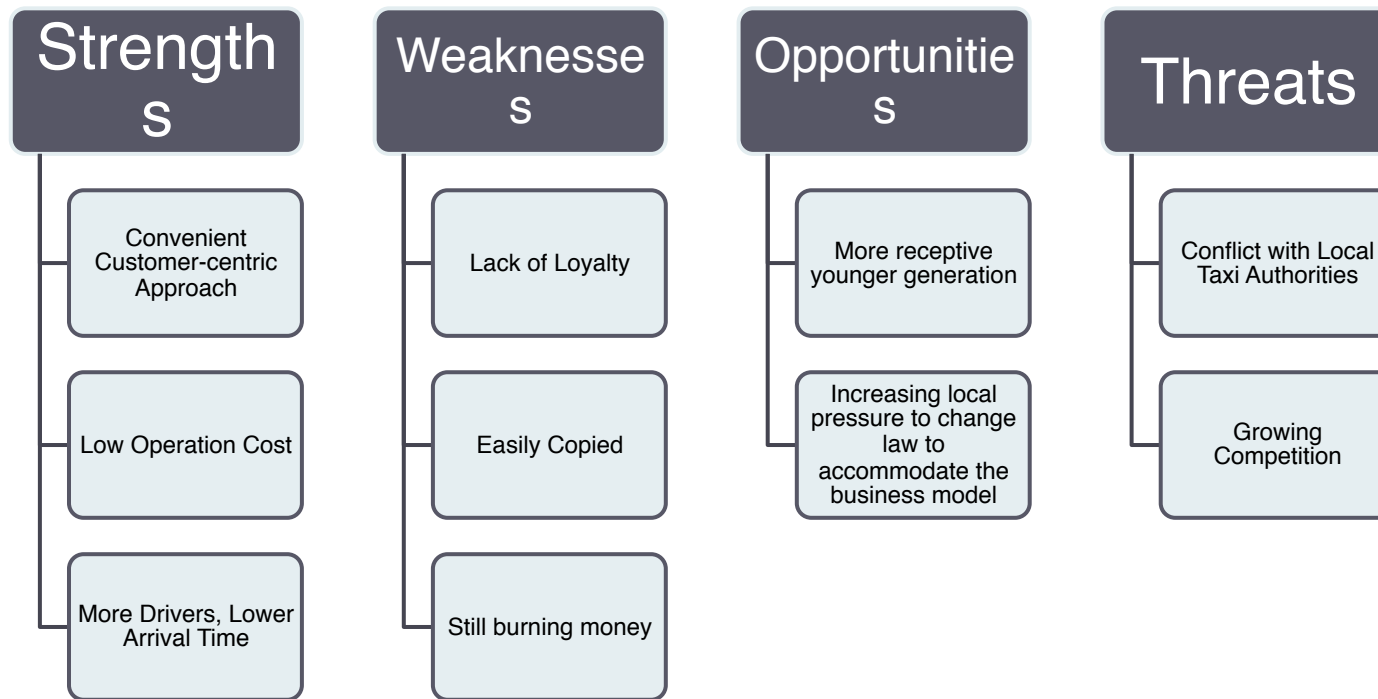 Strength
s
Convenient
Customer-centric
Approach
Low Operation Cost
More Drivers, Lower
Arrival Time
Weaknesse
s
Lack of Loyalty
Easily Copied
Still burning money
Opportunitie
s
More receptive
younger generation
Increasing local
pressure to change
law to
accommodate the
business model
Threats
Conflict with Local
Taxi Authorities
Growing
Competition